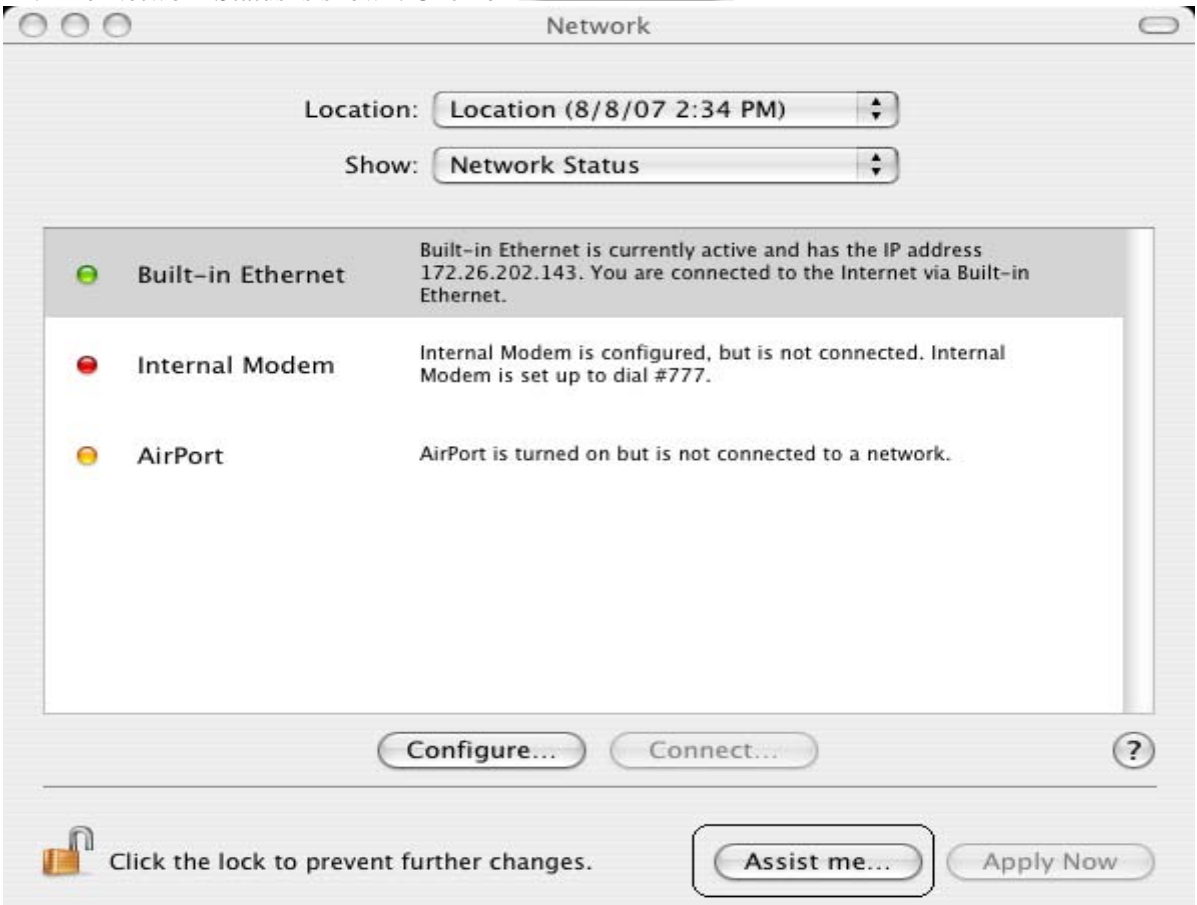 Network
Location: Location (8/8/07 2:34 PM)
Show: Network Status
Built-in Ethernet
Built-in Ethernet is currently active and has the IP address
172.26.202.143. You are connected to the Internet via Built-in
Ethernet.
Internal Modem
Internal Modem is configured, but is not connected. Internal
Modem is set up to dial #777.
AirPort
AirPort is turned on but is not connected to a network.
Configure... Connect... ?
Click the lock to prevent further changes. Assist me... Apply Now